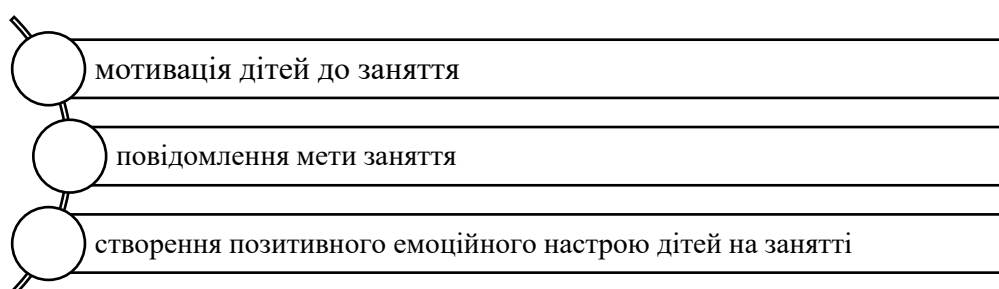 мотивація дітей до заняття
повідомлення мети заняття
створення позитивного емоційного настрою дітей на занятті